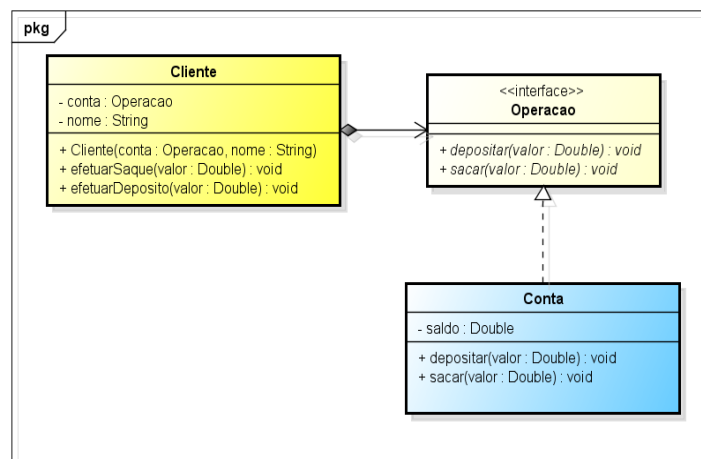 pkg
Cliente
- conta : Operacao
- nome : String
+ Cliente(conta : Operacao, nome : String)
+ efetuarSaque(valor : Double) : void
+ efetuarDeposito(valor : Double) : void
<<interface>>
Operacao
+ depositar(valor : Double) : void
+ sacar(valor : Double) : void
Conta
- saldo : Double
+ depositar(valor : Double) : void
+ sacar(valor : Double) : void